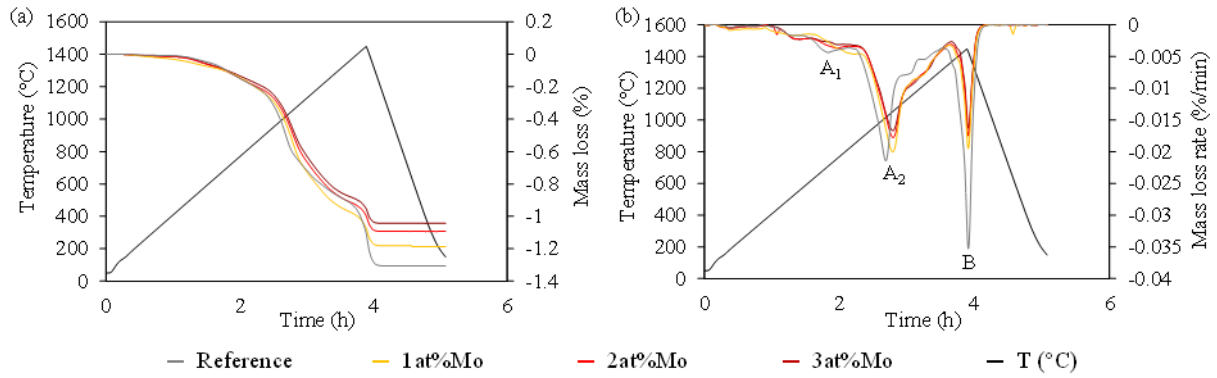 (a)
1600
1400
1200
1000
800
600
400
200
0
Temperature (°C)
0.2
0
-0.2
-0.4
-0.6
-0.8
-1
-1.2
-1.4
Mass loss (%)
0 2 4 6
Time (h)
(b)
1600
1400
1200
1000
800
600
400
200
0
Temperature (°C)
A1
A2
B
0
-0.005
-0.01
-0.015
-0.02
-0.025
-0.03
-0.035
-0.04
Mass loss rate (%/min)
0 2 4 6
Time (h)
Reference 1at%Mo 2at%Mo 3at%Mo T (°C)